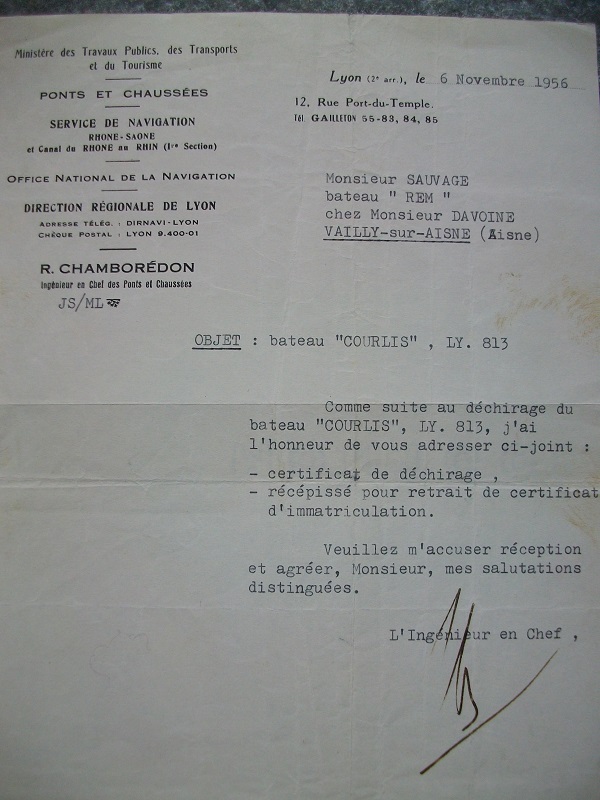 Ministère des Travaux Publics, des Transports
et du Tourisme
PONTS ET CHAUSSÉES
SERVICE DE NAVIGATION
RHONE-SAONE
et Canal du RHONE au RHIN (Ire Section)
OFFICE NATIONAL DE LA NAVIGATION
DIRECTION RÉGIONALE DE LYON
ADRESSE TÉLÉG. : DIRNAVI-LYON
CHÈQUE POSTAL : LYON 9.400-01
R. CHAMBORÉDON
Ingénieur en Chef des Ponts et Chaussées
JS/ML
Lyon (2e arr.), le 6 Novembre 1956
12, Rue Port-du-Temple.
Tél. GAILLETON 55-83, 84, 85
Monsieur SAUVAGE
bateau " REM "
chez Monsieur DAVOINE
VAILLY-sur-AISNE (Aisne)
OBJET : bateau "COURLIS" , LY. 813
Comme suite au déchirage du
bateau "COURLIS", LY. 813, j'ai
l'honneur de vous adresser ci-joint :
- certificat de déchirage ,
- récépissé pour retrait de certificat
d'immatriculation.
Veuillez m'accuser réception
et agréer, Monsieur, mes salutations
distinguées.
L'Ingénieur en Chef ,